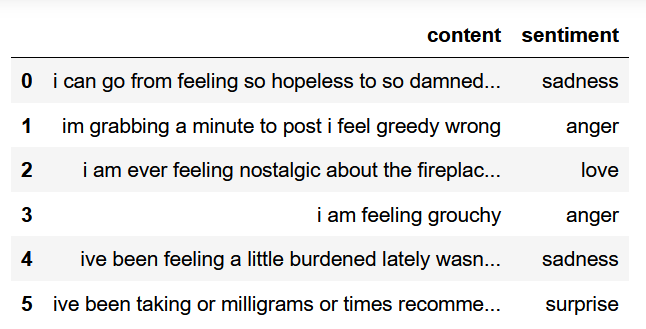 content sentiment
0 i can go from feeling so hopeless to so damned... sadness
1 im grabbing a minute to post i feel greedy wrong anger
2 i am ever feeling nostalgic about the fireplac... love
3 i am feeling grouchy anger
4 ive been feeling a little burdened lately wasn... sadness
5 ive been taking or milligrams or times recomme... surprise